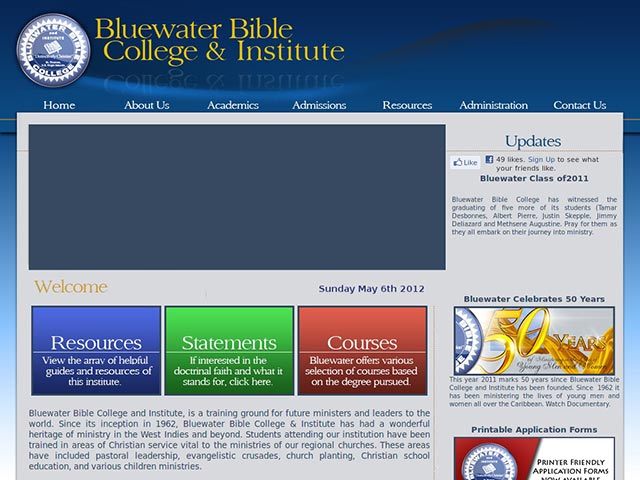 Bluewater Bible
College & Institute
BLUEWATER BIBLE
and INSTITUTE
COLLEGE
Home About Us Academics Admissions Resources Administration Contact Us
Updates
Like
49 likes. Sign Up to see what
your friends like.
Bluewater Class of2011
Bluewater Bible College has witnessed the
graduating of five more of its students (Tamar
Desbonnes, Albert Pierre, Justin Skepple, Jimmy
Deliazard and Methsene Augustine. Pray for them as
they all embark on their journey into ministry.
Welcome
Sunday May 6th 2012
Resources
View the array of helpful
guides and resources of
this institute.
Statements
If interested in the
doctrinal faith and what it
stands for, click here.
Courses
Bluewater offers various
selection of courses based
on the degree pursued.
Bluewater Celebrates 50 Years
50 YEARS
Young Men and Women
This year 2011 marks 50 years since Bluewater Bible
College and Institute has been founded. Since 1962 it
has been ministering the lives of young men and
women all over the Caribbean. Watch Documentary.
Bluewater Bible College and Institute, is a training ground for future ministers and leaders to the
world. Since its inception in 1962, Bluewater Bible College & Institute has had a wonderful
heritage of ministry in the West Indies and beyond. Students attending our institution have been
trained in areas of Christian service vital to the ministries of our regional churches. These areas
have included pastoral leadership, evangelistic crusades, church planting, Christian school
education, and various children ministries.
Printable Application Forms
PRINTER FRIENDLY
APPLICATION FORMS
NOW AVAILABLE